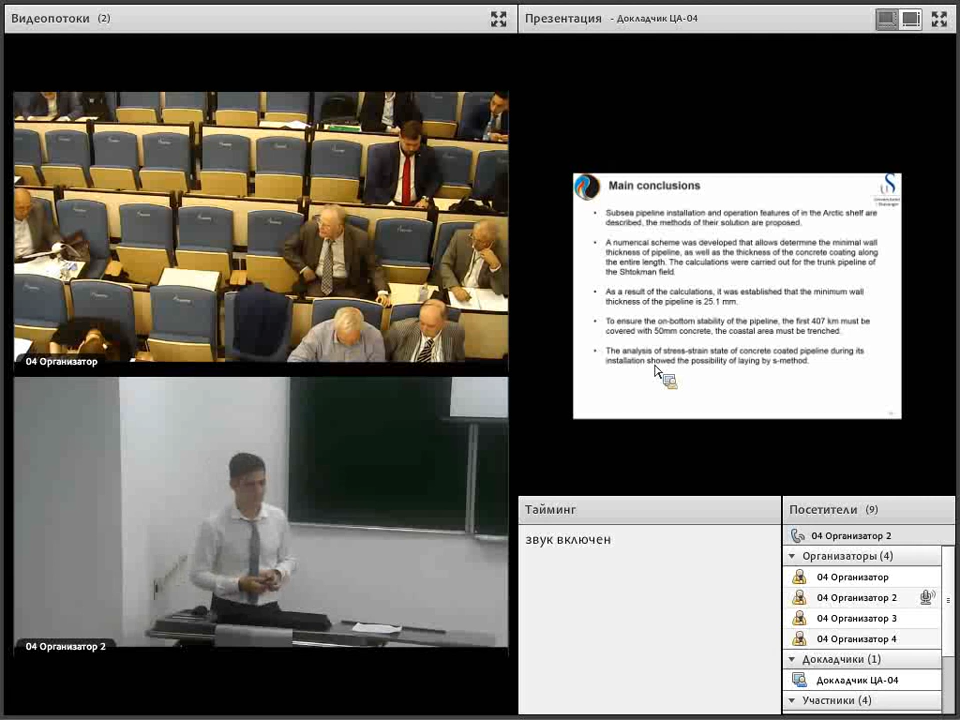 Видеопотоки (2)
04 Организатор
04 Организатор 2
Презентация - Докладчик ЦА-04
Main conclusions
• Subsea pipeline installation and operation features of in the Arctic shelf are
described, the methods of their solution are proposed.
• A numerical scheme was developed that allows determine the minimal wall
thickness of pipeline, as well as the thickness of the concrete coating along
the entire length. The calculations were carried out for the trunk pipeline of
the Shtokman field.
• As a result of the calculations, it was established that the minimum wall
thickness of the pipeline is 25.1 mm.
• To ensure the on-bottom stability of the pipeline, the first 407 km must be
covered with 50mm concrete, the coastal area must be trenched.
• The analysis of stress-strain state of concrete coated pipeline during its
installation showed the possibility of laying by s-method.
Тайминг
звук включен
Посетители (9)
04 Организатор 2
Организаторы (4)
04 Организатор
04 Организатор 2
04 Организатор 3
04 Организатор 4
Докладчики (1)
Докладчик ЦА-04
Участники (4)